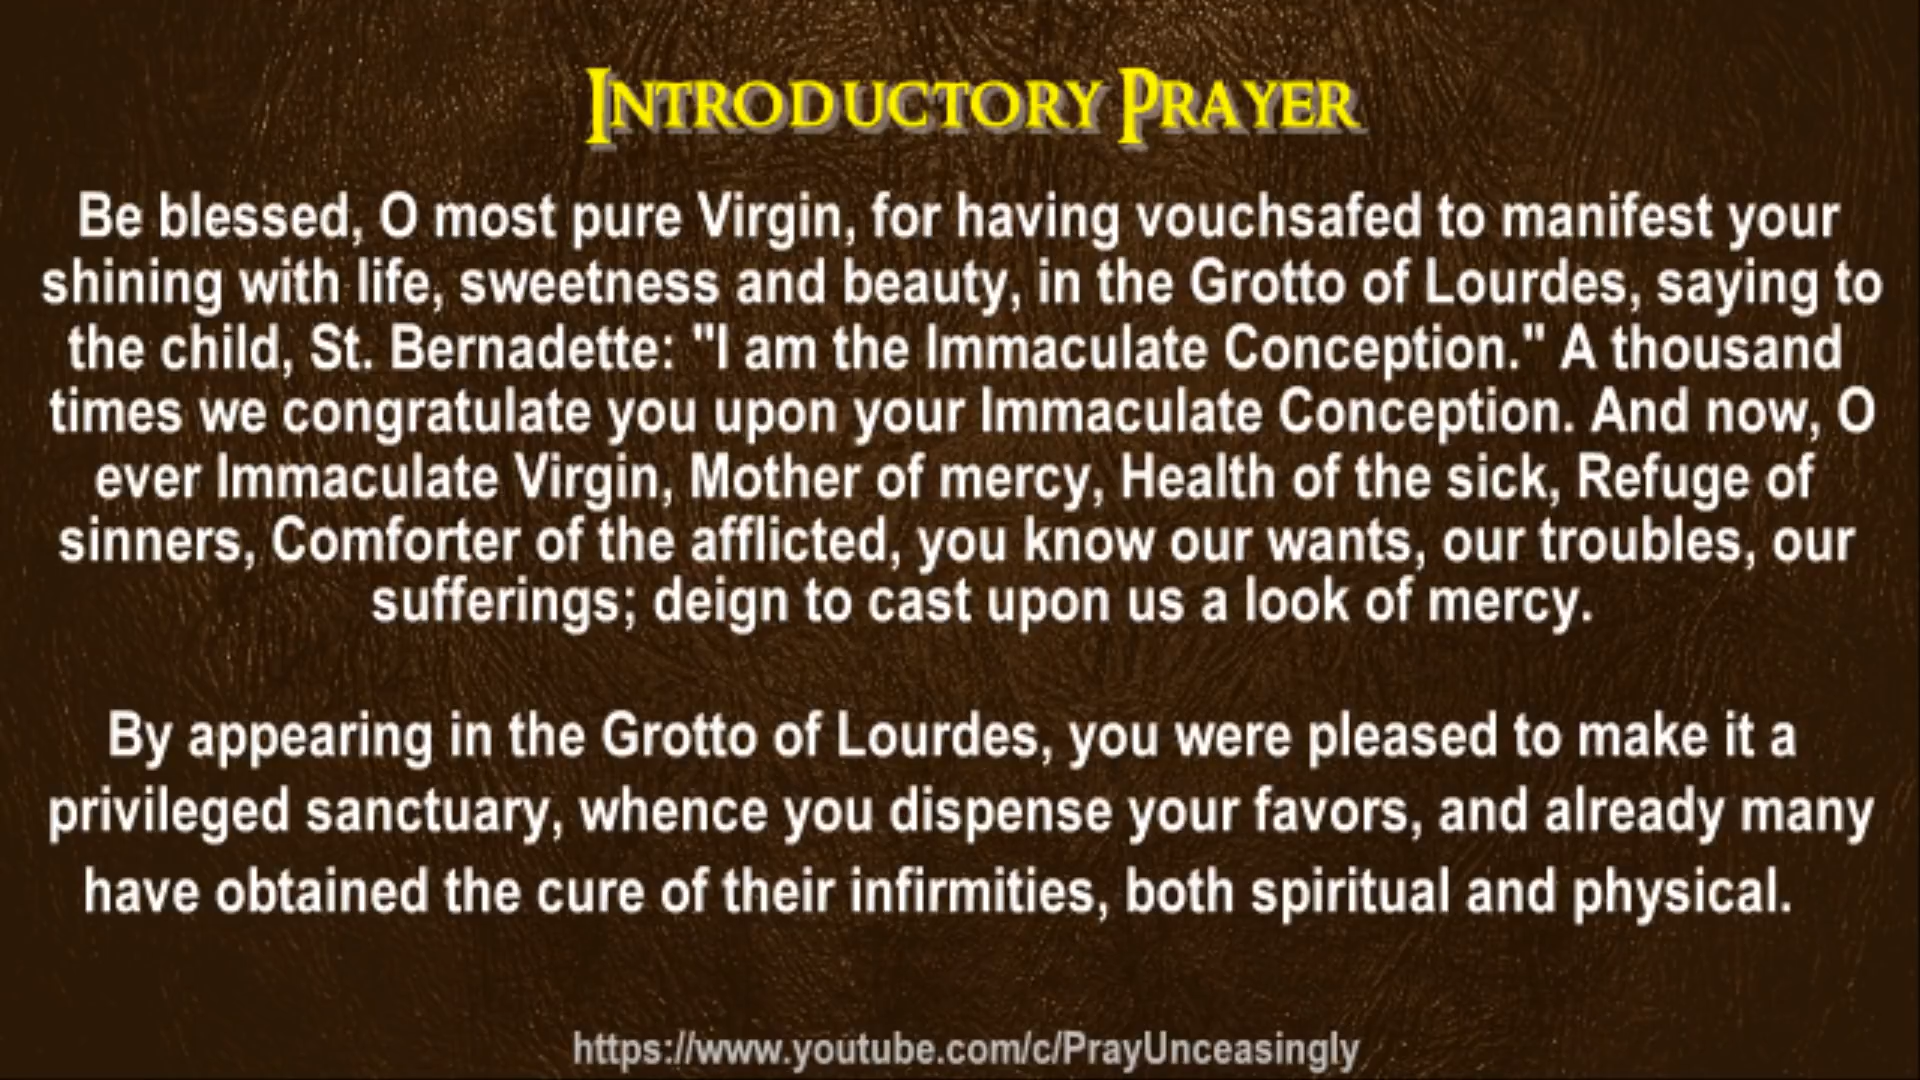 Introductory Prayer
Be blessed, O most pure Virgin, for having vouchsafed to manifest your
shining with life, sweetness and beauty, in the Grotto of Lourdes, saying to
the child, St. Bernadette: "I am the Immaculate Conception." A thousand
times we congratulate you upon your Immaculate Conception. And now, O
ever Immaculate Virgin, Mother of mercy, Health of the sick, Refuge of
sinners, Comforter of the afflicted, you know our wants, our troubles, our
sufferings; deign to cast upon us a look of mercy.
By appearing in the Grotto of Lourdes, you were pleased to make it a
privileged sanctuary, whence you dispense your favors, and already many
have obtained the cure of their infirmities, both spiritual and physical.
https://www.youtube.com/c/PrayUnceasingly